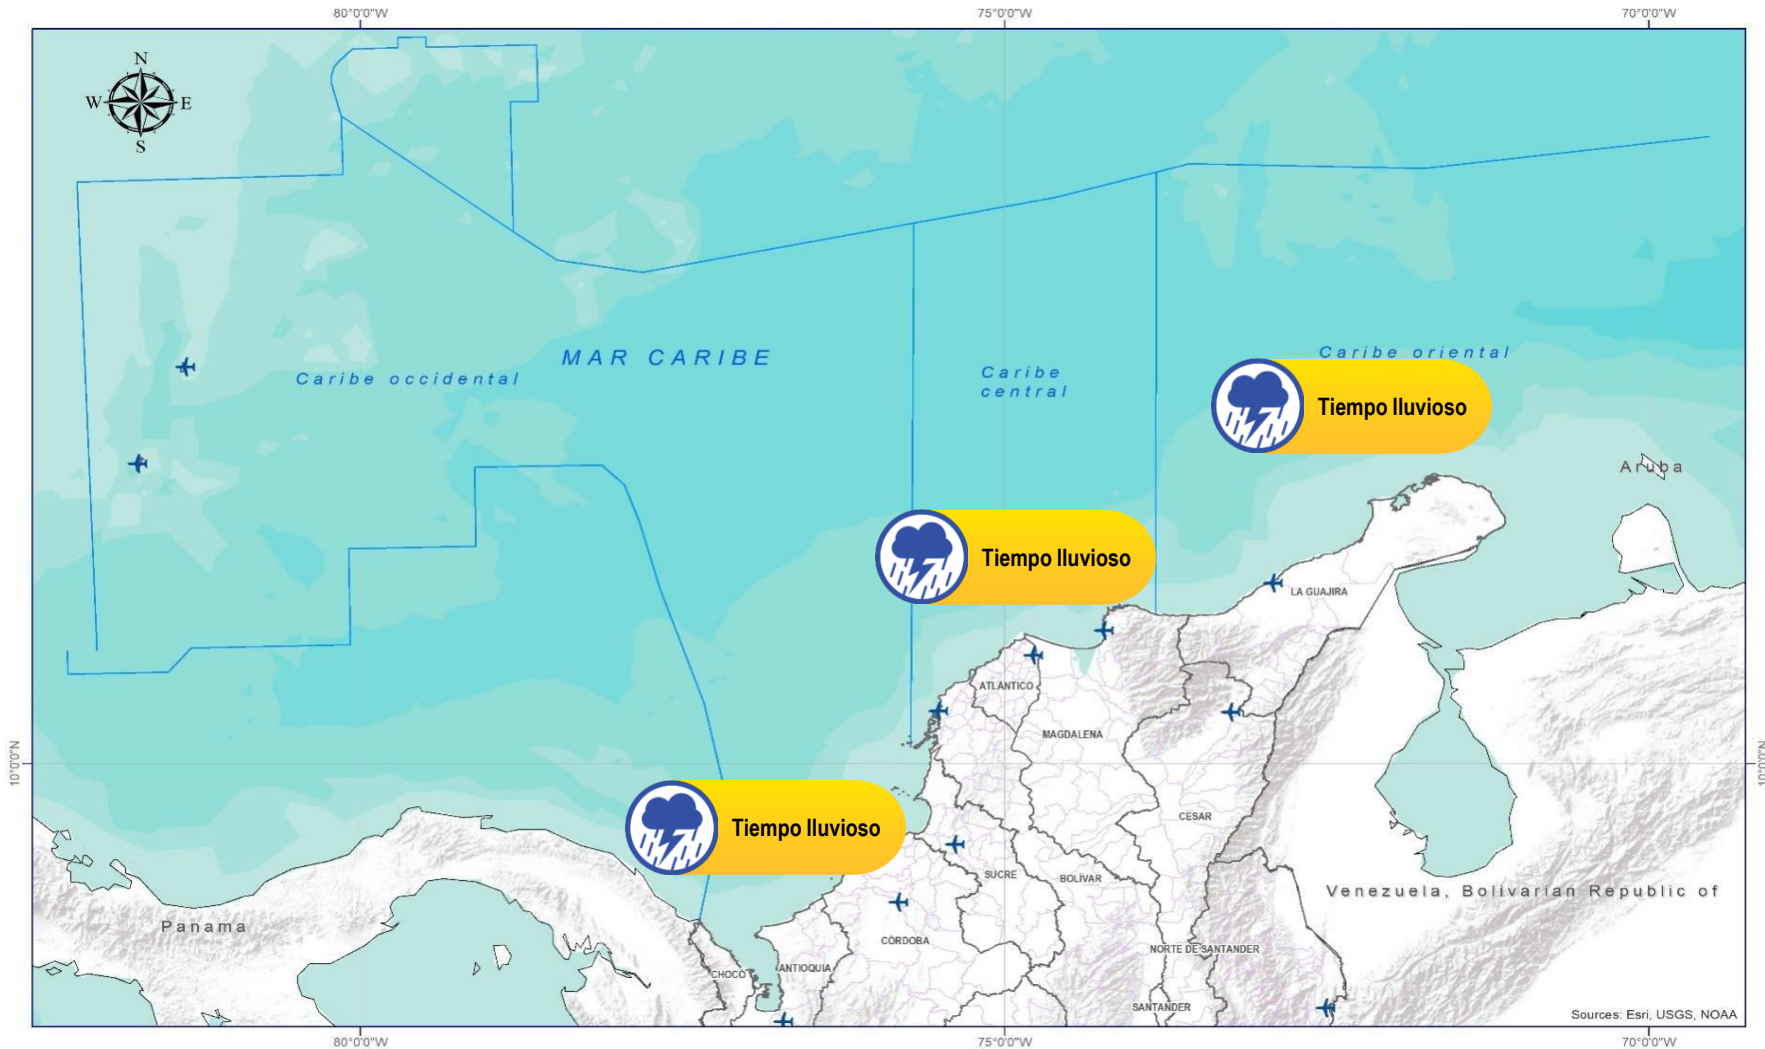 80°0'0"W
75°0'0"W
70°0'0"W
N
W
E
S
MAR CARIBE
Caribe occidental
Caribe
central
Caribe oriental
Tiempo lluvioso
Aruba
Tiempo lluvioso
LA GUAJIRA
ATLÁNTICO
MAGDALENA
10°0'0"N
10°0'0"N
CESAR
Tiempo lluvioso
SUCRE
BOLÍVAR
Venezuela, Bolivarian Republic of
Panama
CÓRDOBA
NORTE DE SANTANDER
CHOCO
ANTIOQUIA
SANTANDER
Sources: Esri, USGS, NOAA
80°0'0"W
75°0'0"W
70°0'0"W